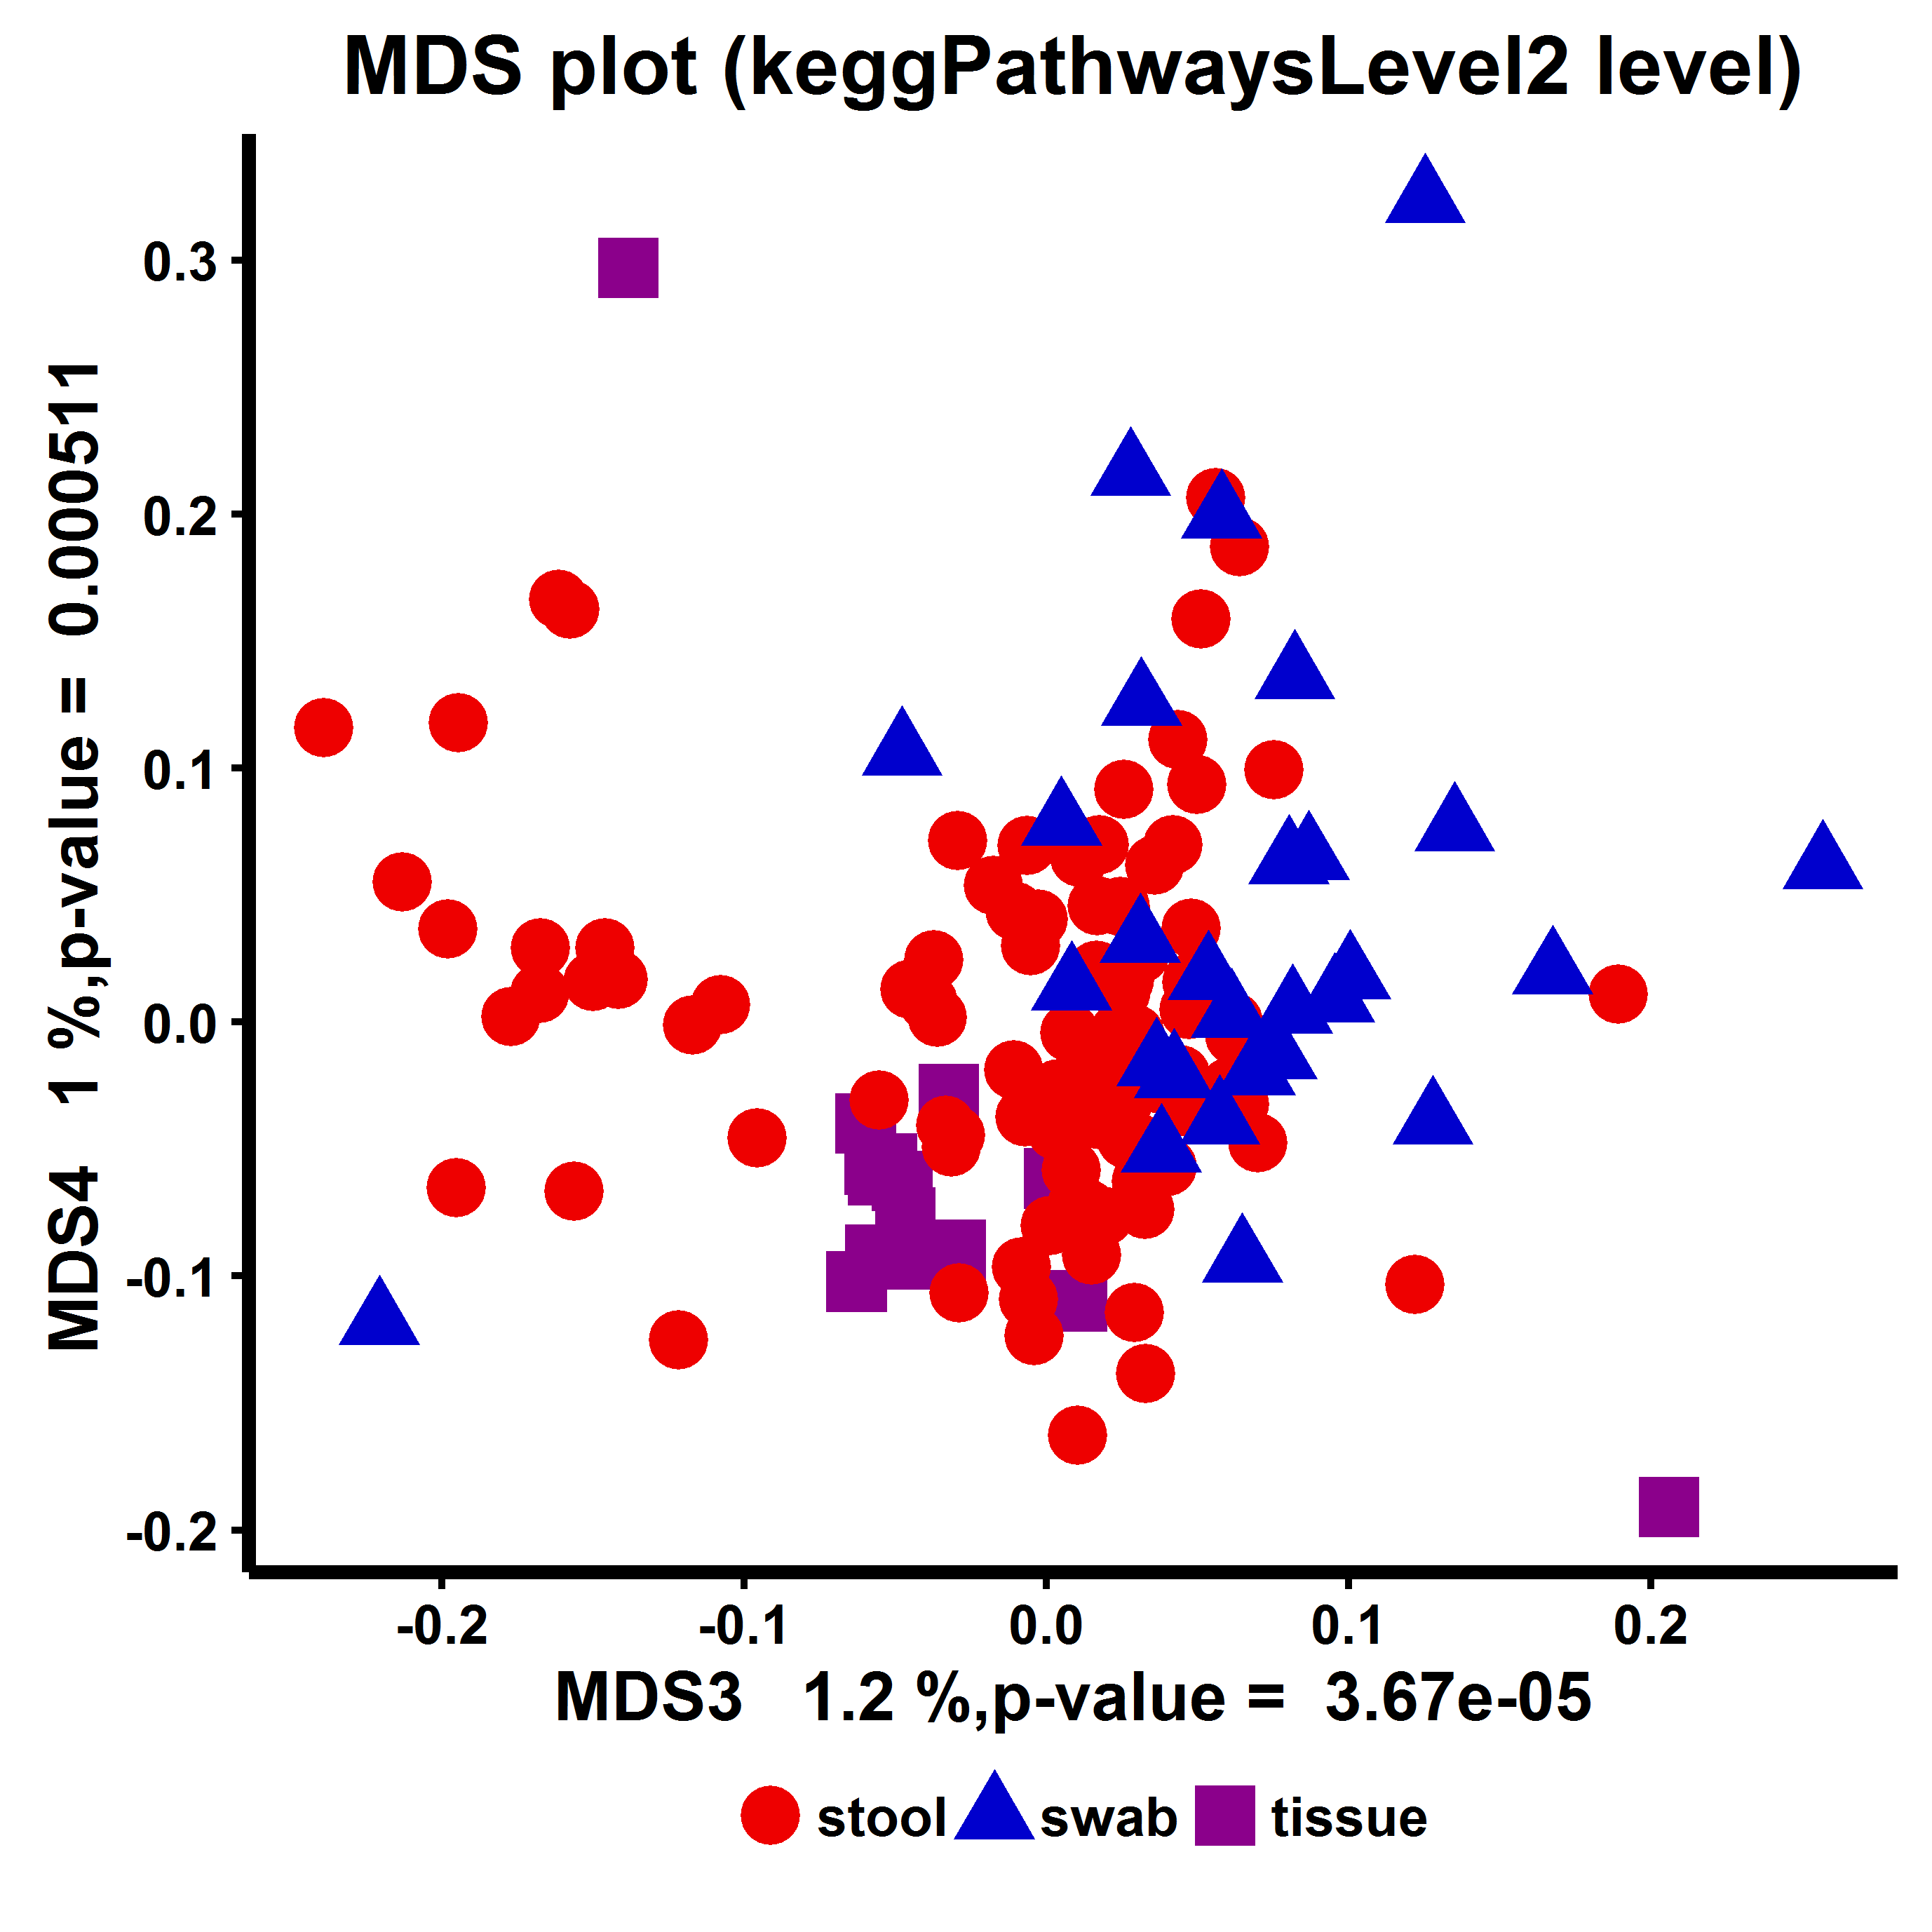 MDS plot (keggPathwaysLevel2 level)
MDS4 1 %,p-value = 0.000511
0.3
0.2
0.1
0.0
-0.1
-0.2
-0.2 -0.1 0.0 0.1 0.2
MDS3 1.2 %,p-value = 3.67e-05
stool swab tissue